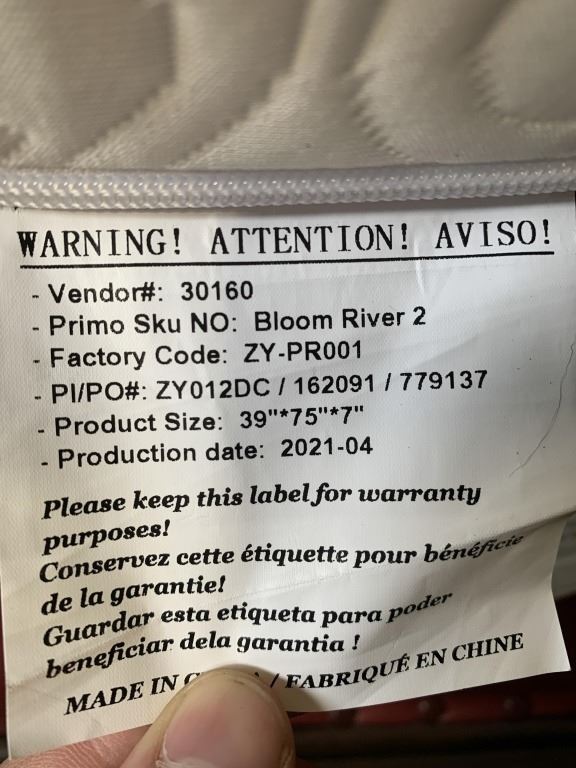 WARNING! ATTENTION! AVISO!
- Vendor#: 30160
- Primo Sku NO: Bloom River 2
- Factory Code: ZY-PR001
- PI/PO#: ZY012DC / 162091 / 779137
- Product Size: 39"*75"*7"
- Production date: 2021-04
Please keep this label for warranty
purposes!
Conservez cette étiquette pour bénéficie
de la garantie!
Guardar esta etiqueta para poder
beneficiar dela garantia !
MADE IN / FABRIQUÉ EN CHINE